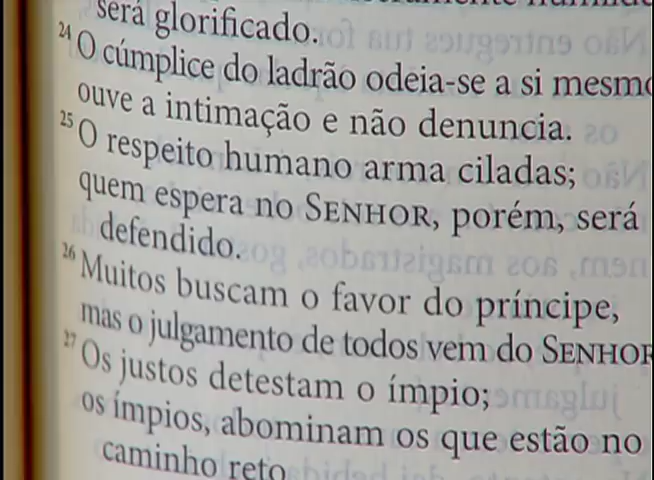 será glorificado.
24 O cúmplice do ladrão odeia-se a si mesmo
ouve a intimação e não denuncia.
25 O respeito humano arma ciladas;
quem espera no SENHOR, porém, será
defendido.
26 Muitos buscam o favor do príncipe,
mas o julgamento de todos vem do SENHOR
27 Os justos detestam o ímpio;
os ímpios, abominam os que estão no
caminho reto